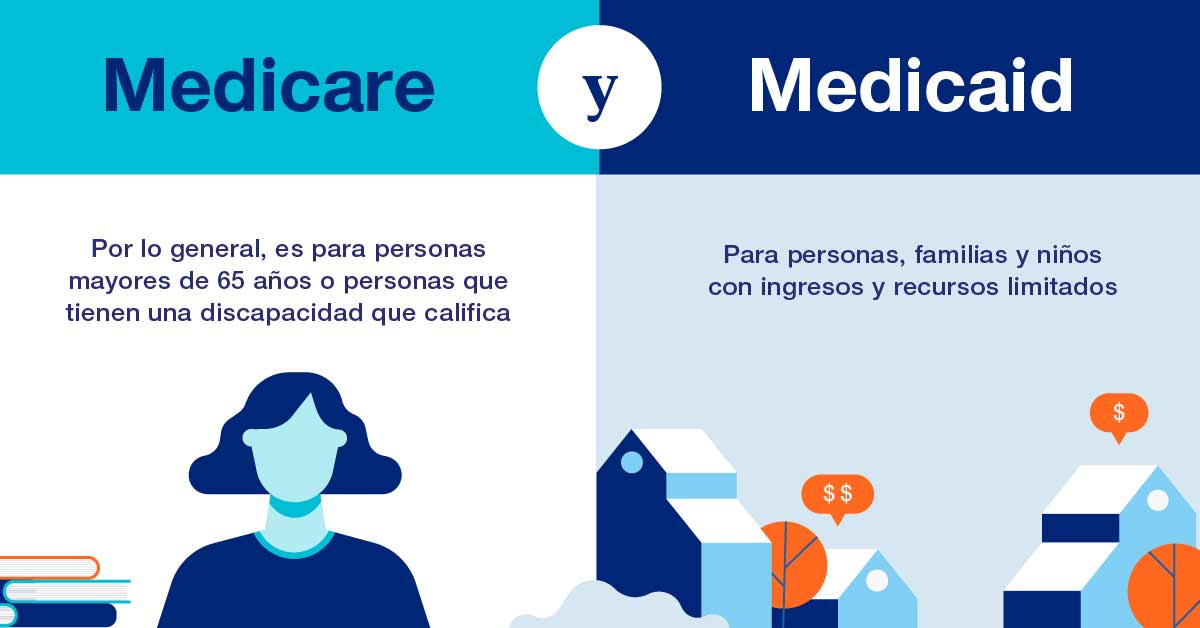 Medicare
y
Medicaid
Por lo general, es para personas
mayores de 65 años o personas que
tienen una discapacidad que califica
Para personas, familias y niños
con ingresos y recursos limitados
$
$ $